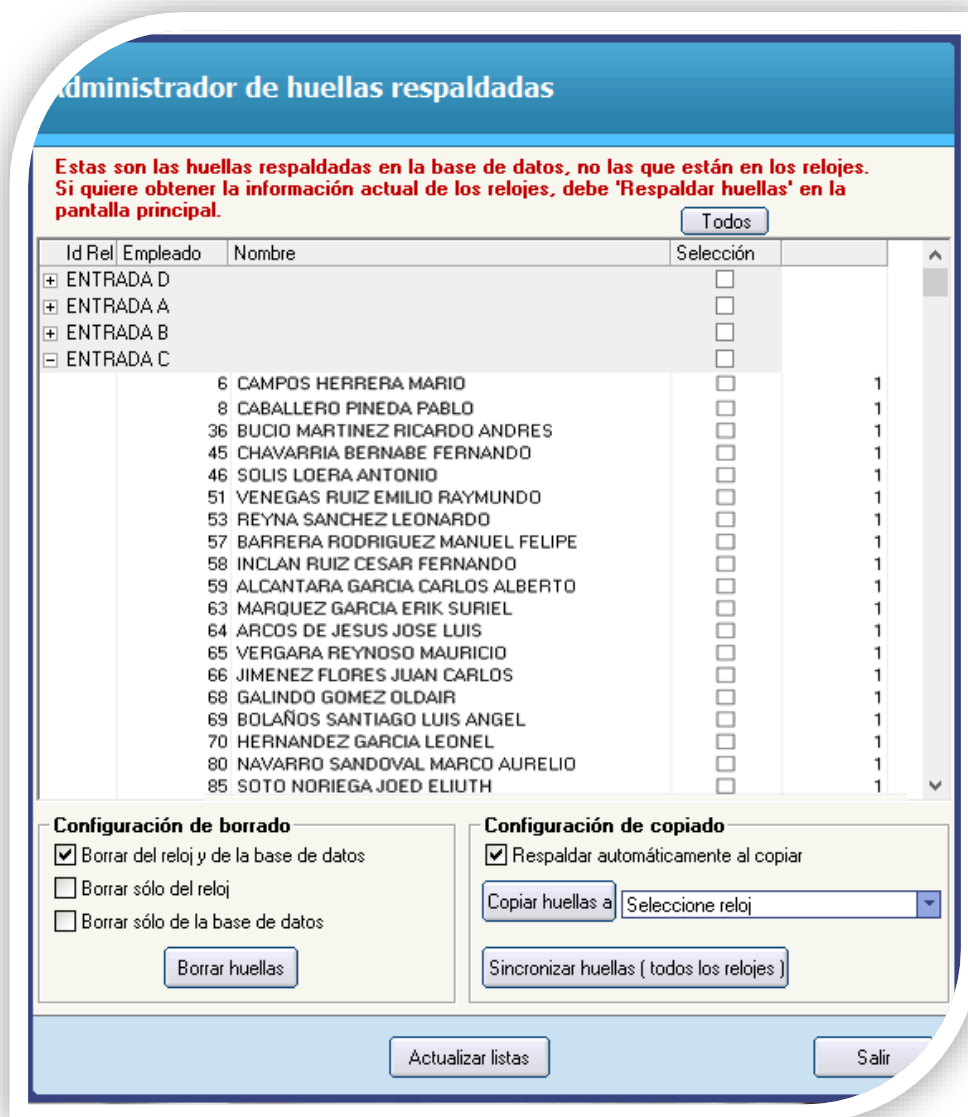 Administrador de huellas respaldadas
Estas son las huellas respaldadas en la base de datos, no las que están en los relojes.
Si quiere obtener la información actual de los relojes, debe 'Respaldar huellas' en la
pantalla principal.
Todos
Id Rel Empleado Nombre Selección
ENTRADA D
ENTRADA A
ENTRADA B
ENTRADA C
6 CAMPOS HERRERA MARIO 1
8 CABALLERO PINEDA PABLO 1
36 BUCIO MARTINEZ RICARDO ANDRES 1
45 CHAVARRIA BERNABE FERNANDO 1
46 SOLIS LOERA ANTONIO 1
51 VENEGAS RUIZ EMILIO RAYMUNDO 1
53 REYNA SANCHEZ LEONARDO 1
57 BARRERA RODRIGUEZ MANUEL FELIPE 1
58 INCLAN RUIZ CESAR FERNANDO 1
59 ALCANTARA GARCIA CARLOS ALBERTO 1
63 MARQUEZ GARCIA ERIK SURIEL 1
64 ARCOS DE JESUS JOSE LUIS 1
65 VERGARA REYNOSO MAURICIO 1
66 JIMENEZ FLORES JUAN CARLOS 1
68 GALINDO GOMEZ OLDAIR 1
69 BOLAÑOS SANTIAGO LUIS ANGEL 1
70 HERNANDEZ GARCIA LEONEL 1
80 NAVARRO SANDOVAL MARCO AURELIO 1
85 SOTO NORIEGA JOED ELIUTH 1
Configuración de borrado
Borrar del reloj y de la base de datos
Borrar sólo del reloj
Borrar sólo de la base de datos
Borrar huellas
Configuración de copiado
Respaldar automáticamente al copiar
Copiar huellas a Seleccione reloj
Sincronizar huellas ( todos los relojes )
Actualizar listas
Salir